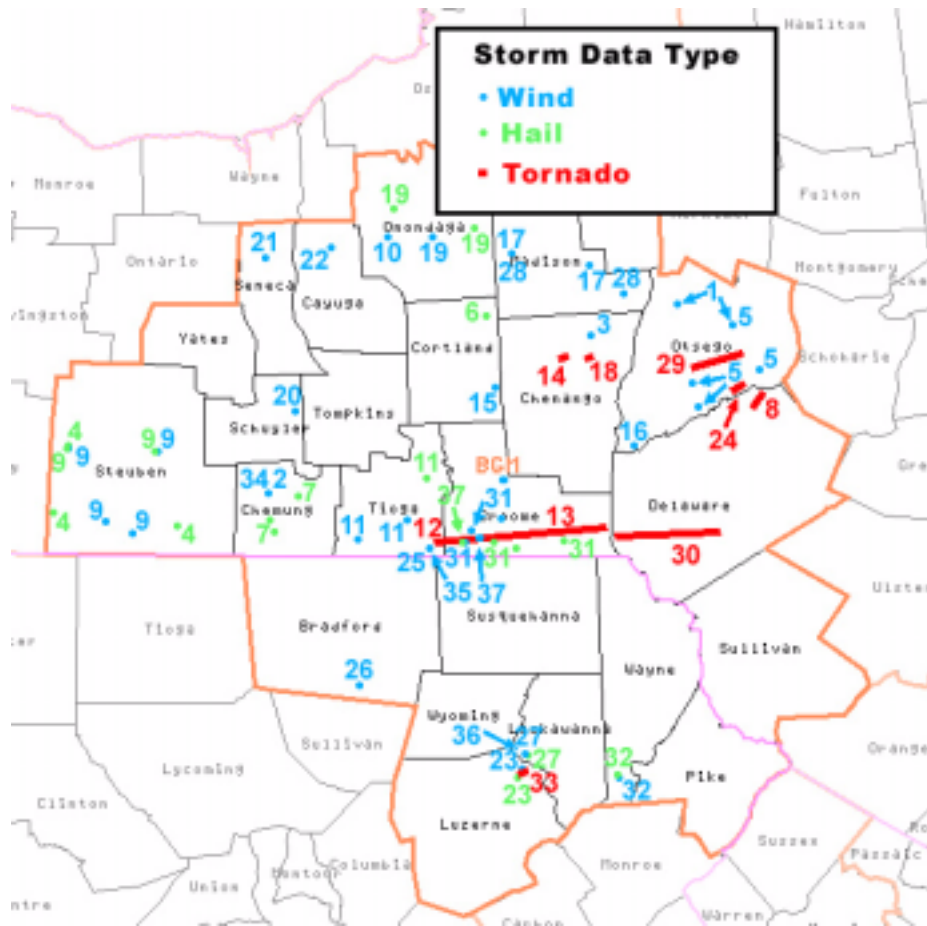 Hamilton
Storm Data Type
Wind
Hail
Tornado
Monroe
Wayne
Fulton
19
Onondaga
Montgomery
21
22
10
19
19
17
28
Madison
17
28
Ontario
Seneca
Cayuga
1
5
6
3
Yates
Cortland
Otsego
29
5
Schoharie
14
18
5
8
20
15
Chenango
Schuyler
Tompkins
24
16
4
9
9
9
9
Steuben
BGM
11
34
2
7
27
31
Delaware
4
9
9
4
Chemung
7
Tioga
11
11
12
Broome
13
31
31
31
30
25
35
37
Tioga
Bradford
Susquehanna
Ulster
Wayne
Sullivan
26
Wyoming
Lackawanna
36
27
Sullivan
23
27
33
23
32
32
Lycoming
Pike
Orange
Clinton
Luzerne
Sussex
Passaic
Columbia
Monroe
Union
Montour
Carbon
Warren